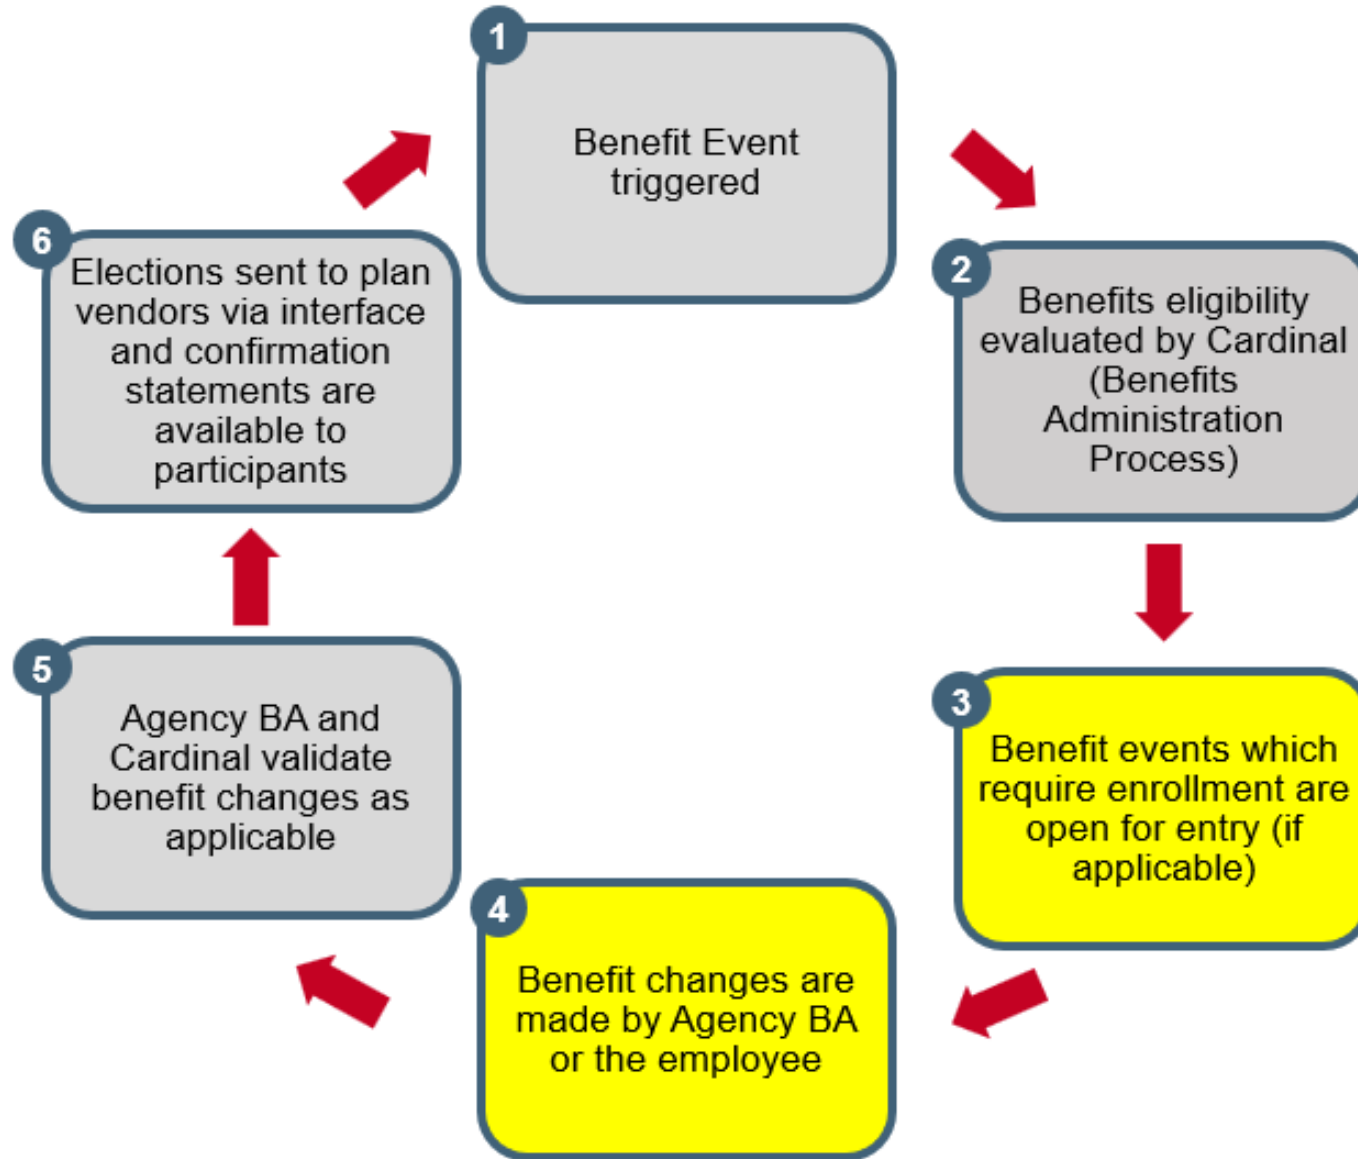 1
Benefit Event
triggered
2
Benefits eligibility
evaluated by Cardinal
(Benefits
Administration
Process)
3
Benefit events which
require enrollment are
open for entry (if
applicable)
4
Benefit changes are
made by Agency BA
or the employee
5
Agency BA and
Cardinal validate
benefit changes as
applicable
6
Elections sent to plan
vendors via interface
and confirmation
statements are
available to
participants